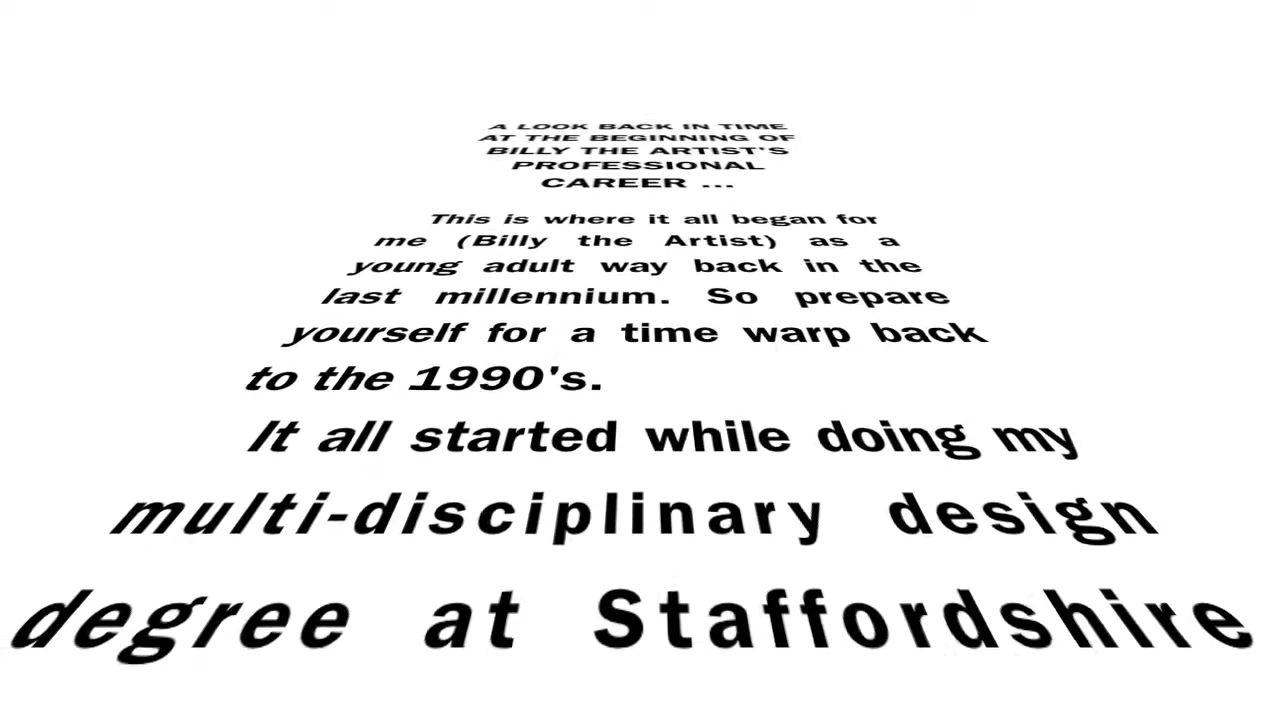 A LOOK BACK IN TIME
AT THE BEGINNING OF
BILLY THE ARTIST'S
PROFESSIONAL
CAREER ...
This is where it all began for
me (Billy the Artist) as a
young adult way back in the
last millennium. So prepare
yourself for a time warp back
to the 1990's.
It all started while doing my
multi-disciplinary design
degree at Staffordshire